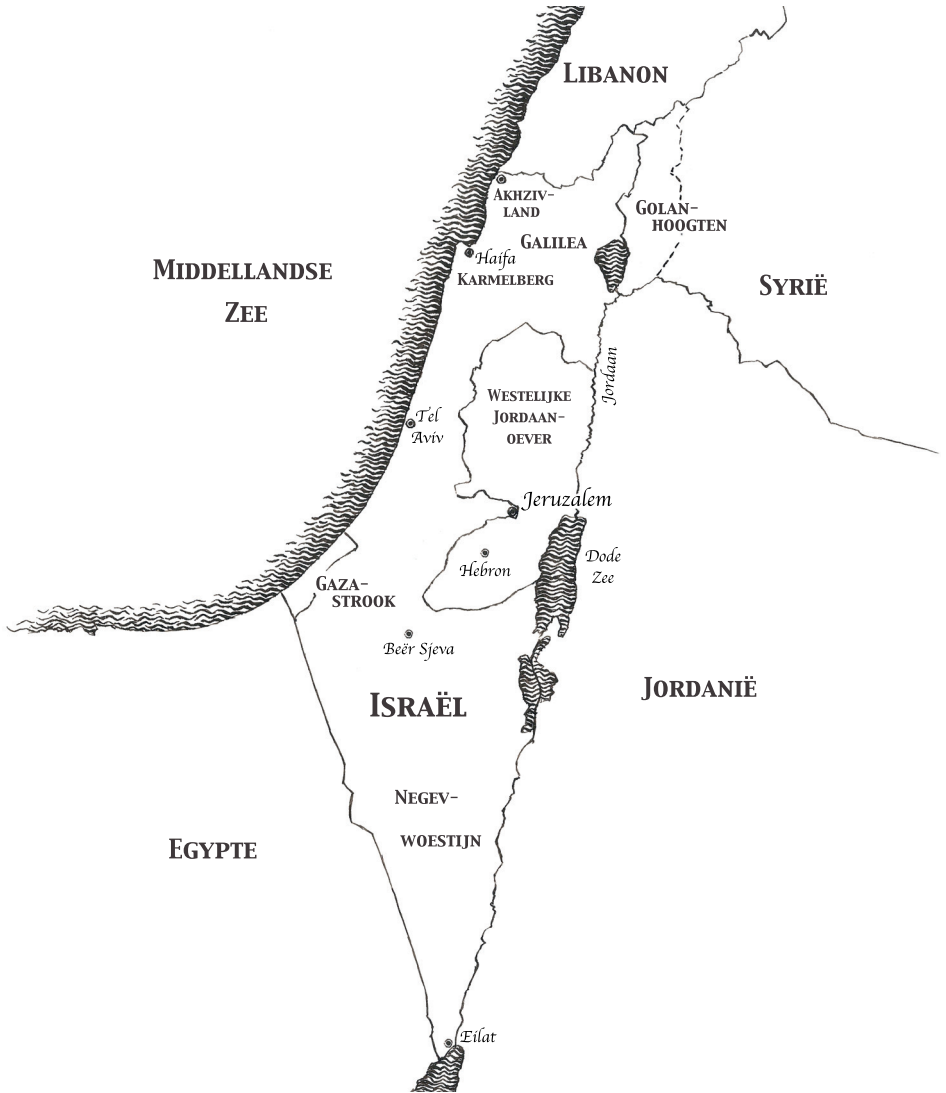 Libanon
Akhziv-
land
Golan-
hoogten
Galilea
Haifa
Karmelberg
Middellandse
Zee
Syrië
Jordaan
Westelijke
Jordaan-
oever
Tel
Aviv
Jeruzalem
Hebron
Dode
Zee
Gaza-
strook
Beër Sjeva
Israël
Jordanië
Negev-
woestijn
Egypte
Eilat